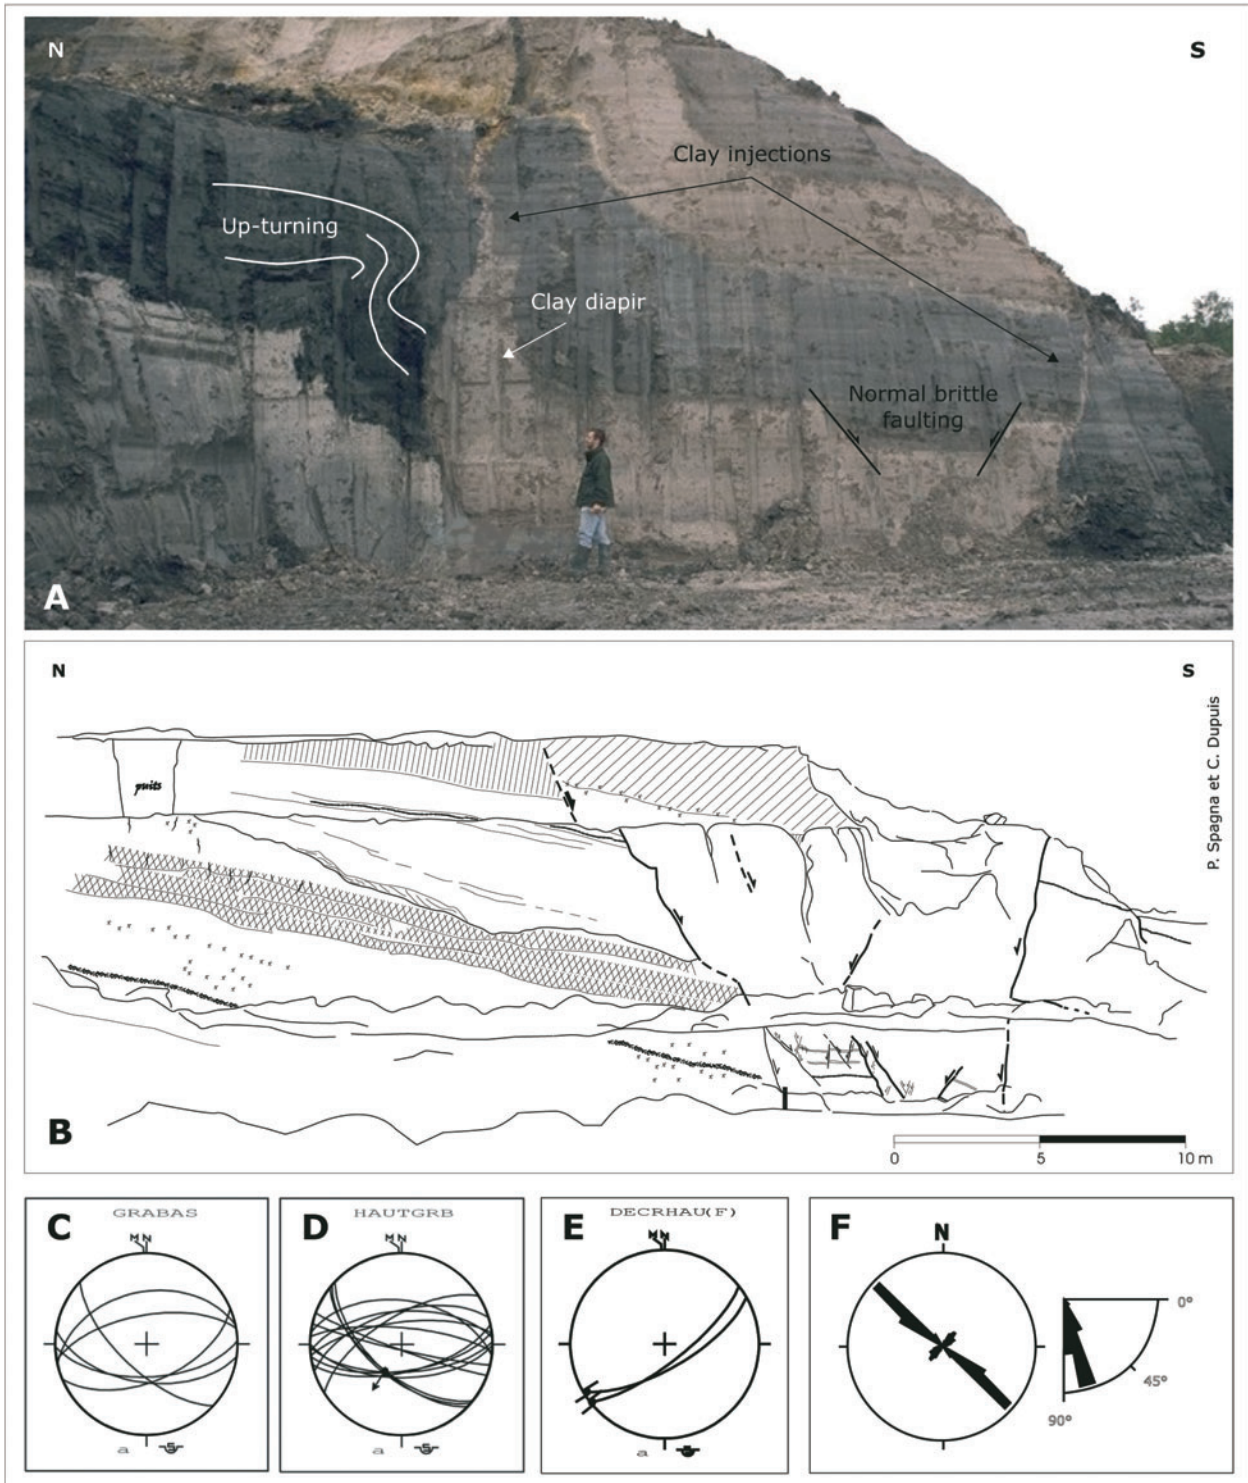 N
S
Clay injections
Up-turning
Clay diapir
Normal brittle
faulting
A
N
S
P. Spagna et C. Dupuis
puits
B
0 5 10 m
C
GRABAS
M N
a S
D
HAUTGRB
M N
a S
E
DECRHAU(F)
N
a
F
N
0°
45°
90°